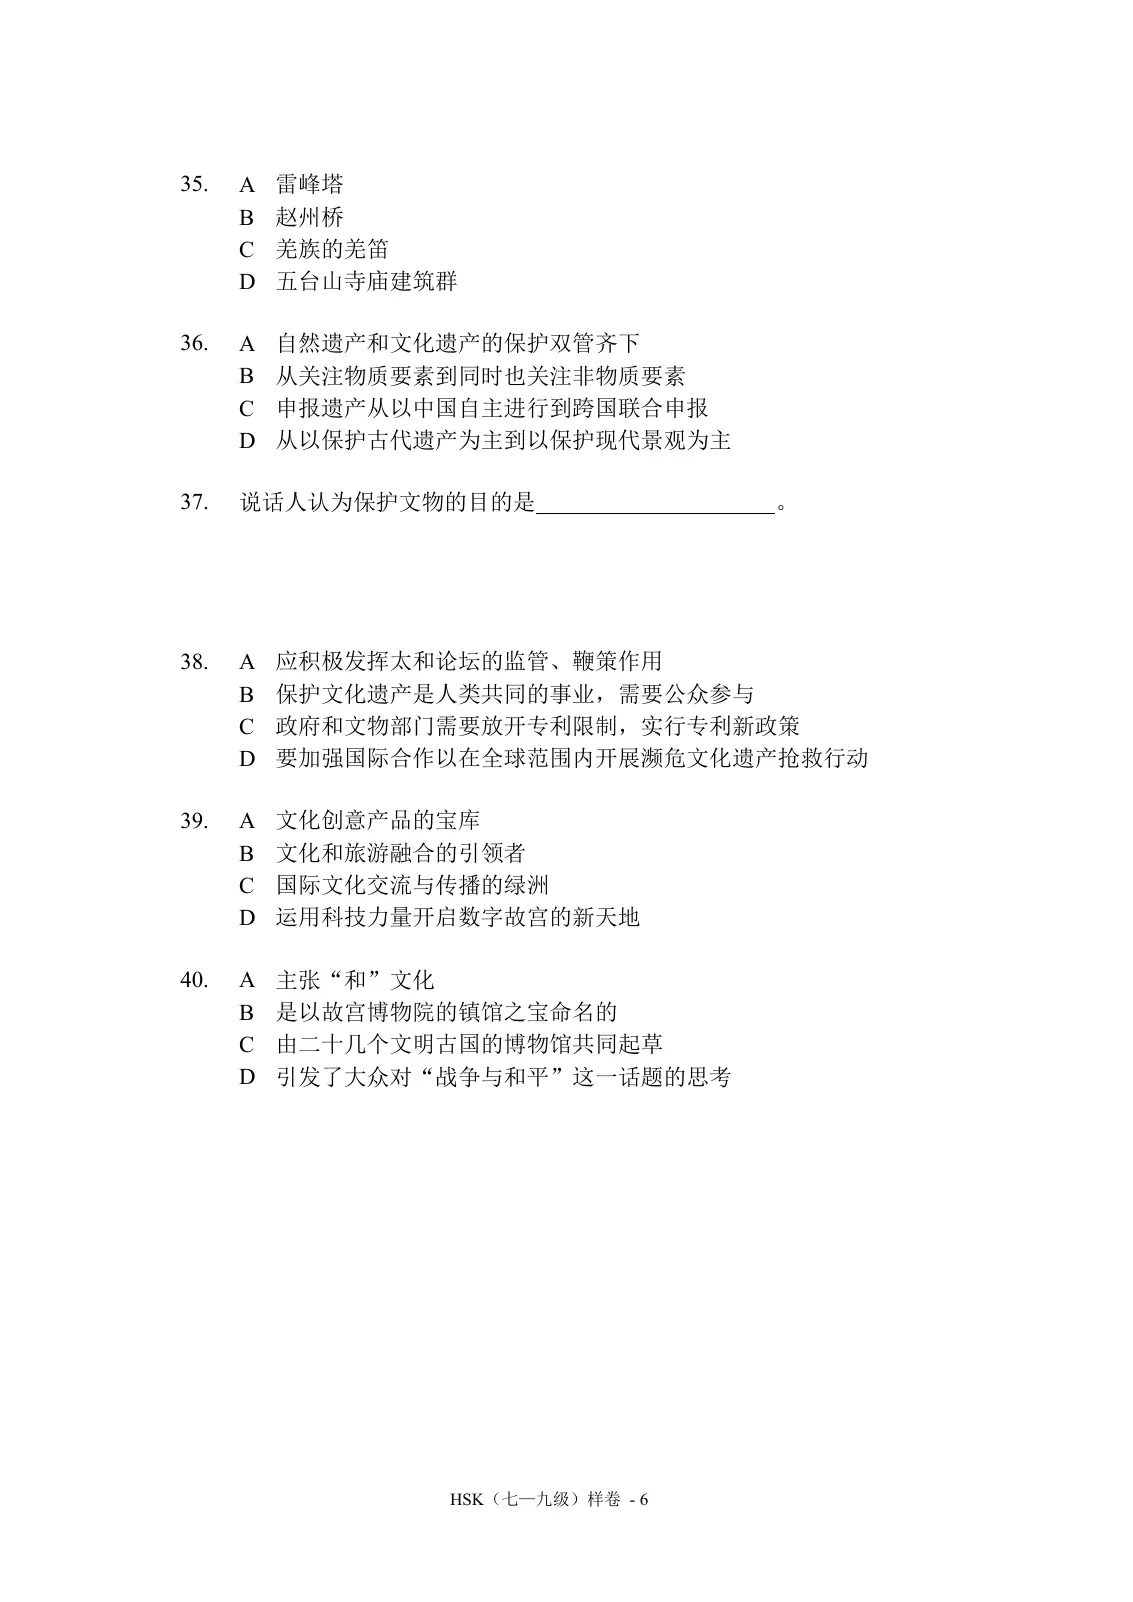 35. A 雷峰塔
B 赵州桥
C 羌族的羌笛
D 五台山寺庙建筑群
36. A 自然遗产和文化遗产的保护双管齐下
B 从关注物质要素到同时也关注非物质要素
C 申报遗产从以中国自主进行到跨国联合申报
D 从以保护古代遗产为主到以保护现代景观为主
37. 说话人认为保护文物的目的是____________________。
38. A 应积极发挥太和论坛的监管、鞭策作用
B 保护文化遗产是人类共同的事业，需要公众参与
C 政府和文物部门需要放开专利限制，实行专利新政策
D 要加强国际合作以在全球范围内开展濒危文化遗产抢救行动
39. A 文化创意产品的宝库
B 文化和旅游融合的引领者
C 国际文化交流与传播的绿洲
D 运用科技力量开启数字故宫的新天地
40. A 主张“和”文化
B 是以故宫博物院的镇馆之宝命名的
C 由二十几个文明古国的博物馆共同起草
D 引发了大众对“战争与和平”这一话题的思考
HSK（七—九级）样卷 - 6